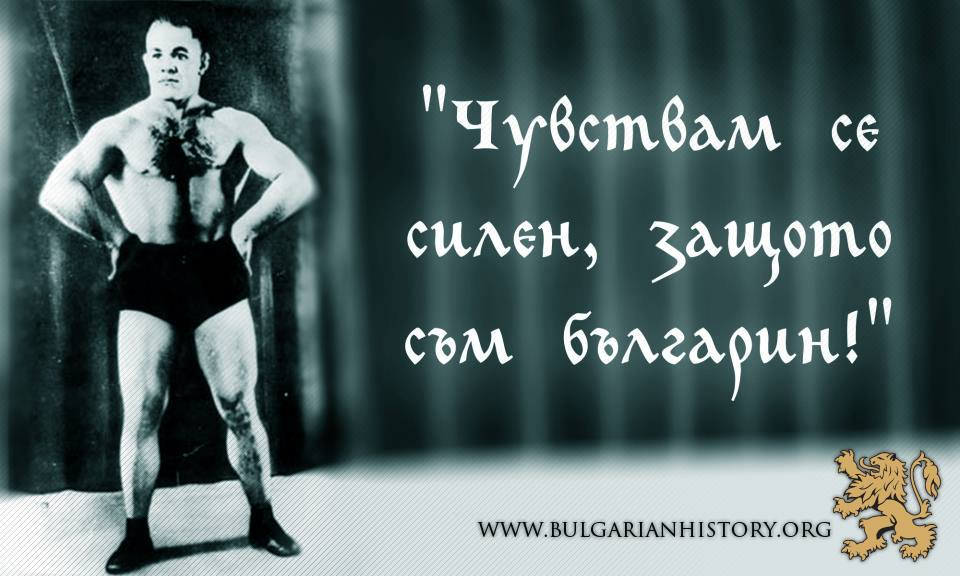 "Чувствам се
силен, защото
съм българин!"
WWW.BULGARIANHISTORY.ORG